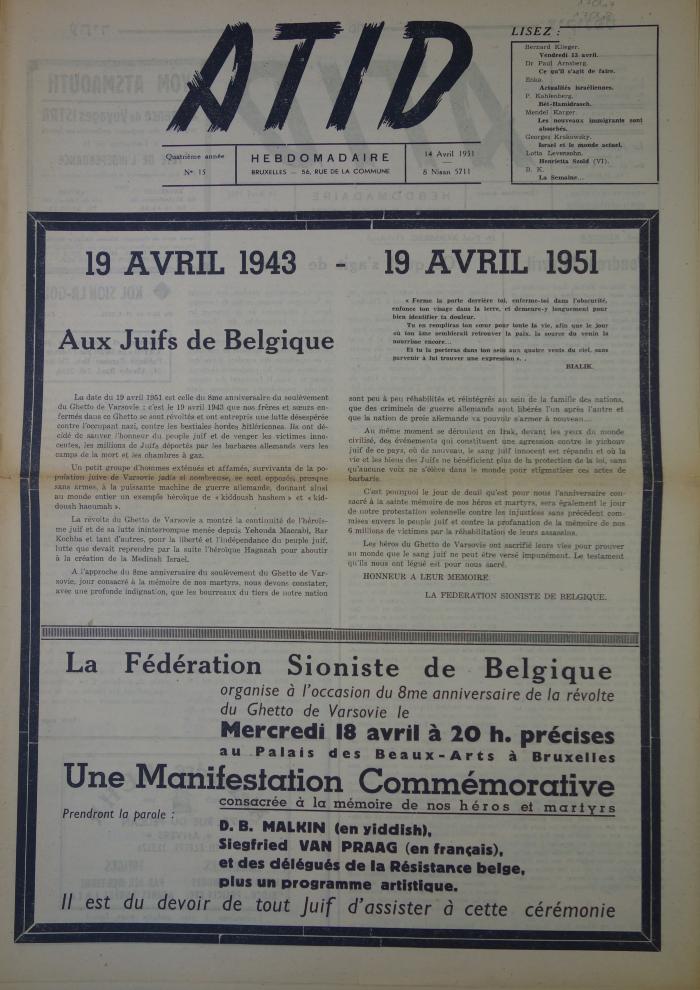 ATID
Quatrième année
N° 15
HEBDOMADAIRE
BRUXELLES — 56, RUE DE LA COMMUNE
14 Avril 1951
8 Nisan 5711
LISEZ :
Bernard Klieger.
Vendredi 13 avril.
Dr Paul Arnsberg.
Ce qu'il s'agit de faire.
Enka.
Actualités israéliennes.
P. Kahlenberg.
Bét-Hamidrasch.
Mendel Karger.
Les nouveaux immigrants sont
absorbés.
Georges Krakowsky.
Israel et le monde actuel.
Lotta Levensohn.
Henrietta Szold (VI).
B. K.
La Semaine...
19 AVRIL 1943 - 19 AVRIL 1951
Aux Juifs de Belgique
« Ferme la porte derrière toi, enferme-toi dans l'obscurité,
enfonce ton visage dans la terre, et demeure-y longuement pour
bien identifier ta douleur.
Tu en rempliras ton cœur pour toute la vie, afin que le jour
où ton âme semblerait retrouver la paix, la source du venin la
nourrisse encore...
Et tu la porteras dans ton sein aux quatre vents du ciel, sans
parvenir à lui trouver une expression ».
BIALIK.
La date du 19 avril 1951 est celle du 8me anniversaire du soulèvement
du Ghetto de Varsovie ; c'est le 19 avril 1943 que nos frères et sœurs en-
fermés dans ce Ghetto se sont révoltés et ont entrepris une lutte désespérée
contre l'occupant nazi, contre les bestiales hordes hitlériennes. Ils ont dé-
cidé de sauver l'honneur du peuple juif et de venger les victimes inno-
centes, les millions de Juifs déportés par les barbares allemands vers les
camps de la mort et les chambres à gaz.
Un petit groupe d'hommes exténués et affamés, survivants de la po-
pulation juive de Varsovie jadis si nombreuse, se sont opposés, presque
sans armes, à la puissante machine de guerre allemande, donnant ainsi
au monde entier un exemple héroïque de « kiddoush hashem » et « kid-
doush haoumah ».
La révolte du Ghetto de Varsovie a montré la continuité de l'héroïs-
me juif et de sa lutte ininterrompue menée depuis Yehouda Macrabi, Bar
Kochba et tant d'autres, pour la liberté et l'indépendance du peuple juif,
lutte que devait reprendre par la suite l'héroïque Haganah pour aboutir
à la création de la Medinah Israel.
A l'approche du 8me anniversaire du soulèvement du Ghetto de Var-
sovie, jour consacré à la mémoire de nos martyrs, nous devons constater,
avec une profonde indignation, que les bourreaux du tiers de notre nation
sont peu à peu réhabilités et réintégrés au sein de la famille des nations,
que des criminels de guerre allemands sont libérés l'un après l'autre et
que la nation de proie allemande va pouvoir s'armer à nouveau...
Au même moment se déroulent en Irak, devant les yeux du monde
civilisé, des événements qui constituent une agression contre le yichouv
juif de ce pays, où de nouveau, le sang juif innocent est répandu et où la
vie et les biens des Juifs ne bénéficient plus de la protection de la loi, sans
qu'aucune voix ne s'élève dans le monde pour stigmatiser ces actes de
barbarie.
C'est pourquoi le jour de deuil qu'est pour nous l'anniversaire con-
sacré à la sainte mémoire de nos héros et martyrs, sera également le jour
de notre protestation solennelle contre les injustices sans précédent com-
mises envers le peuple juif et contre la profanation de la mémoire de nos
6 millions de victimes par la réhabilitation de leurs assassins.
Les héros du Ghetto de Varsovie ont sacrifié leurs vies pour prouver
au monde que le sang juif ne peut être versé impunément. Le testament
qu'ils nous ont légué est pour nous sacré.
HONNEUR A LEUR MEMOIRE
LA FEDERATION SIONISTE DE BELGIQUE.
La Fédération Sioniste de Belgique
organise à l'occasion du 8me anniversaire de la révolte
du Ghetto de Varsovie le
Mercredi 18 avril à 20 h. précises
au Palais des Beaux-Arts à Bruxelles
Une Manifestation Commémorative
consacrée à la mémoire de nos héros et martyrs
Prendront la parole :
D. B. MALKIN (en yiddish),
Siegfried VAN PRAAG (en français),
et des délégués de la Résistance belge,
plus un programme artistique.
Il est du devoir de tout Juif d'assister à cette cérémonie